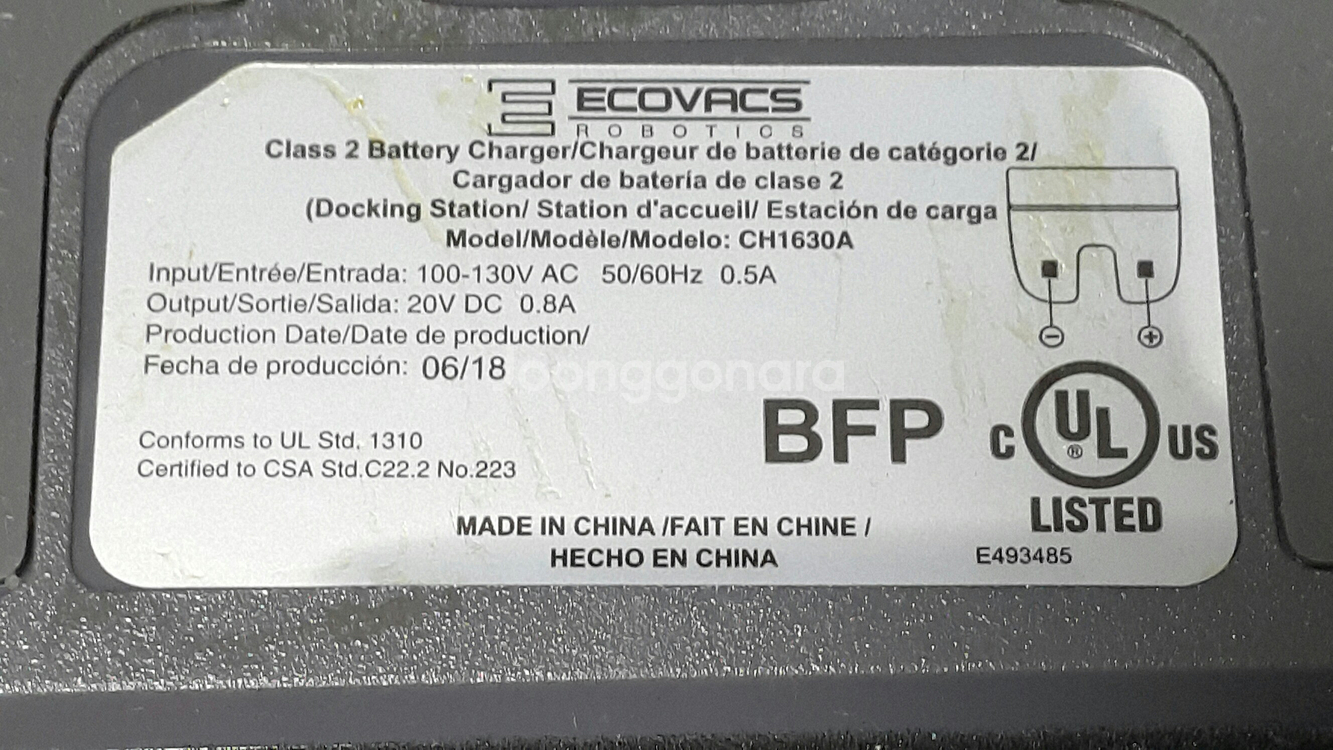 ECOVACS
ROBOTICS
Class 2 Battery Charger/Chargeur de batterie de catégorie 2/
Cargador de batería de clase 2
(Docking Station/ Station d'accueil/ Estación de carga
Model/Modèle/Modelo: CH1630A
Input/Entrée/Entrada: 100-130V AC 50/60Hz 0.5A
Output/Sortie/Salida: 20V DC 0.8A
Production Date/Date de production/
Fecha de producción: 06/18
bonggonara
− +
BFP
C UL ® US
LISTED
Conforms to UL Std. 1310
Certified to CSA Std.C22.2 No.223
MADE IN CHINA /FAIT EN CHINE /
HECHO EN CHINA
E493485